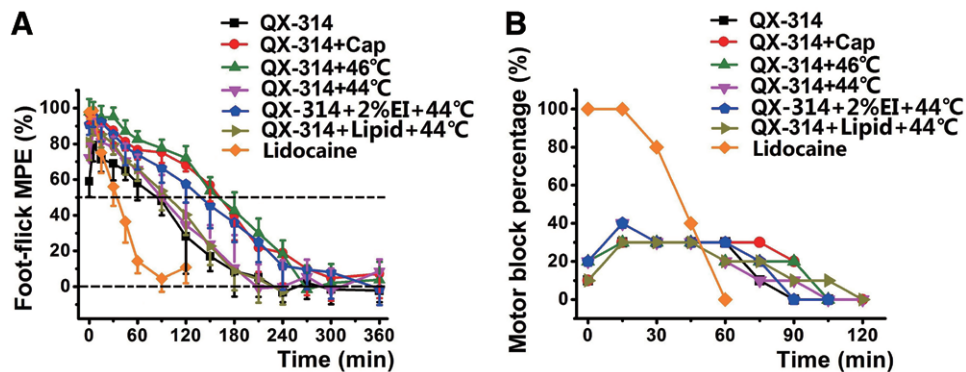 A
QX-314
QX-314+Cap
QX-314+46℃
QX-314+44℃
QX-314+2%EI+44℃
QX-314+Lipid+44℃
Lidocaine
Foot-flick MPE (%)
100
80
60
40
20
0
0 60 120 180 240 300 360
Time (min)
B
QX-314
QX-314+Cap
QX-314+46℃
QX-314+44℃
QX-314+2%EI+44℃
QX-314+Lipid+44℃
Lidocaine
Motor block percentage (%)
100
80
60
40
20
0
0 30 60 90 120
Time (min)